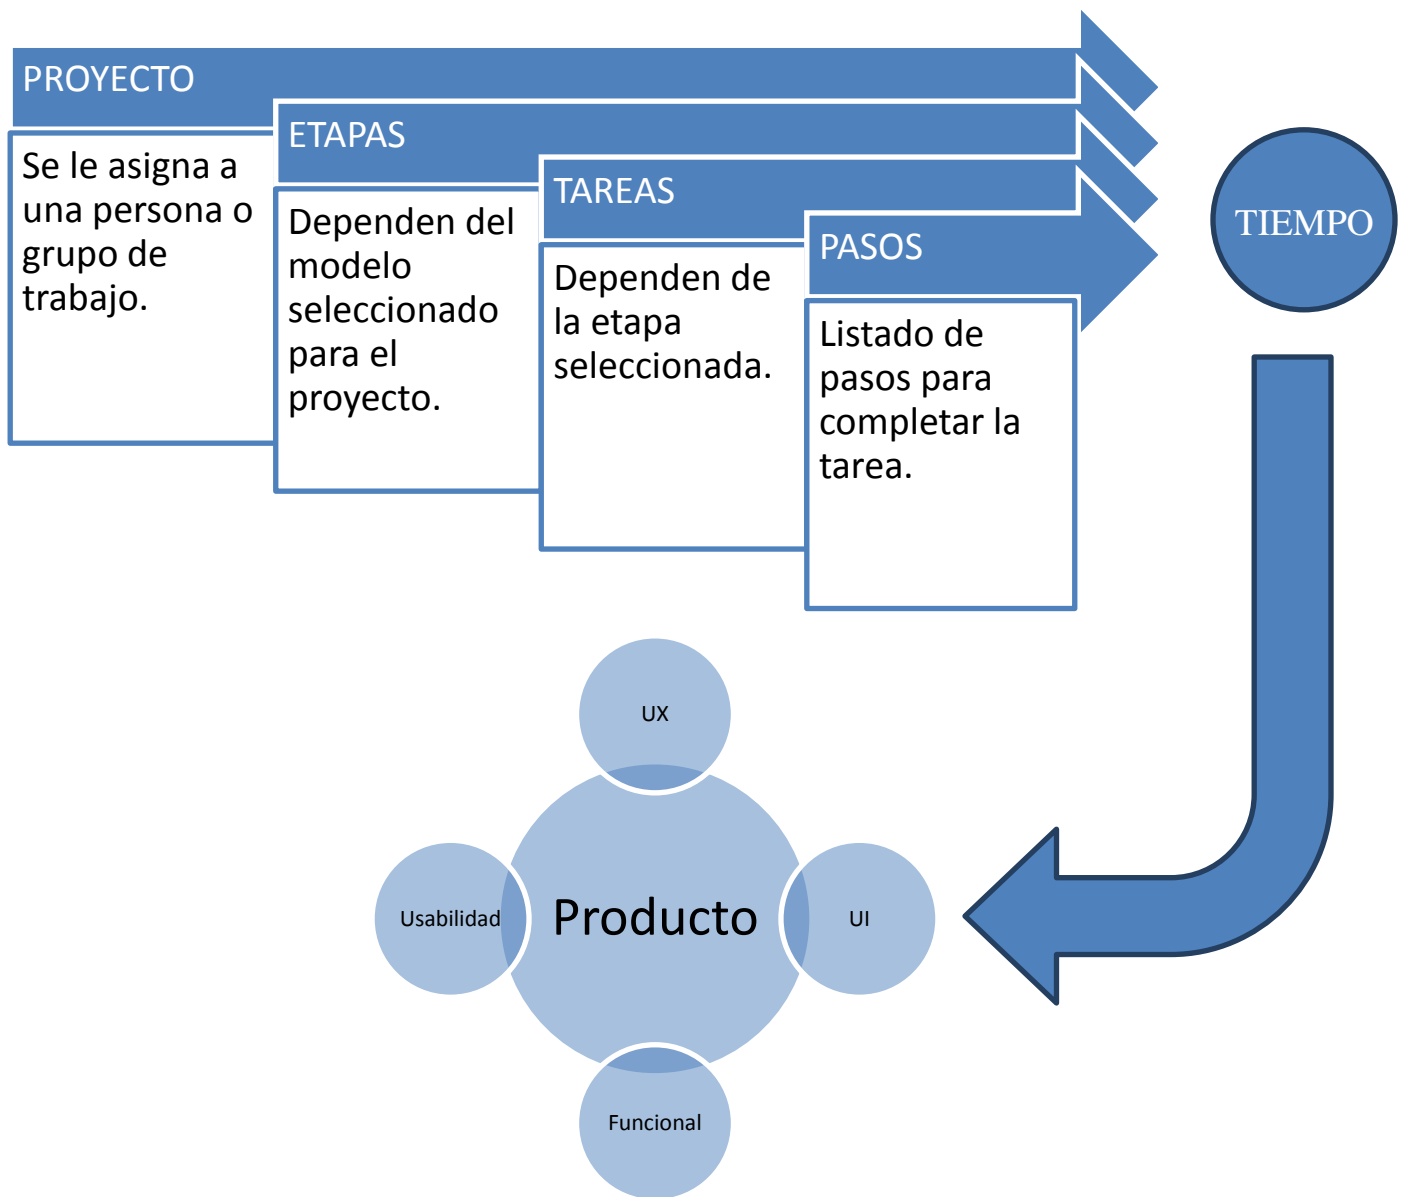 PROYECTO
Se le asigna a
una persona o
grupo de
trabajo.
ETAPAS
Dependen del
modelo
seleccionado
para el
proyecto.
TAREAS
Dependen de
la etapa
seleccionada.
PASOS
Listado de
pasos para
completar la
tarea.
TIEMPO
UX
Usabilidad
Producto
UI
Funcional